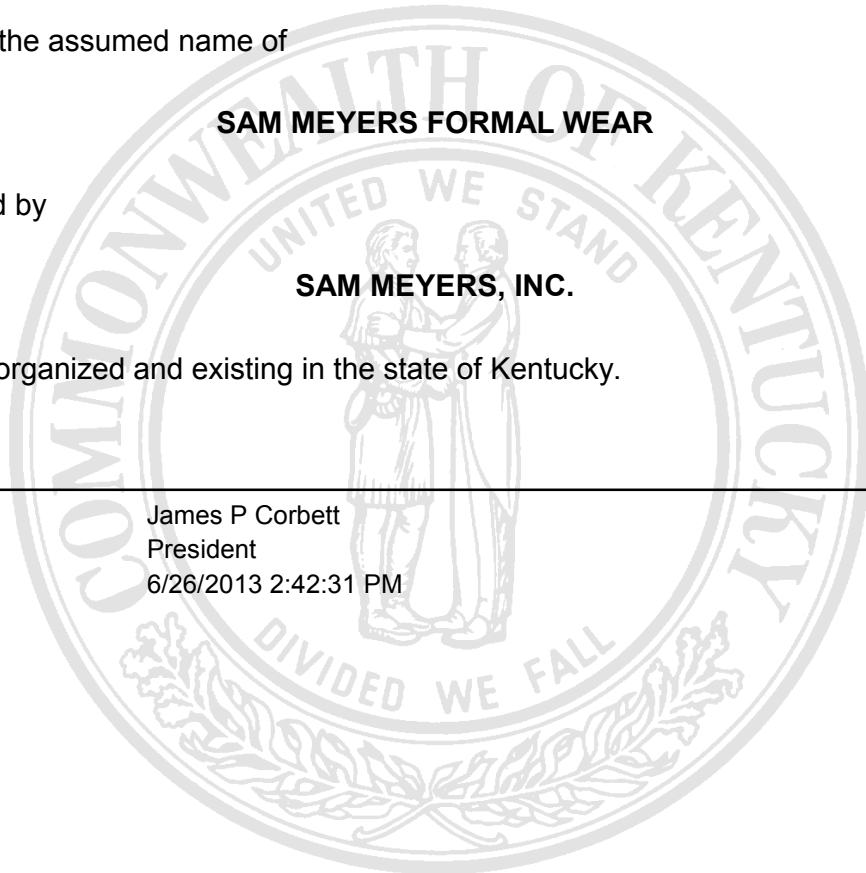 the assumed name of
SAM MEYERS FORMAL WEAR
d by
SAM MEYERS, INC.
organized and existing in the state of Kentucky.
James P Corbett
President
6/26/2013 2:42:31 PM
COMMONWEALTH OF KENTUCKY
UNITED WE STAND
DIVIDED WE FALL